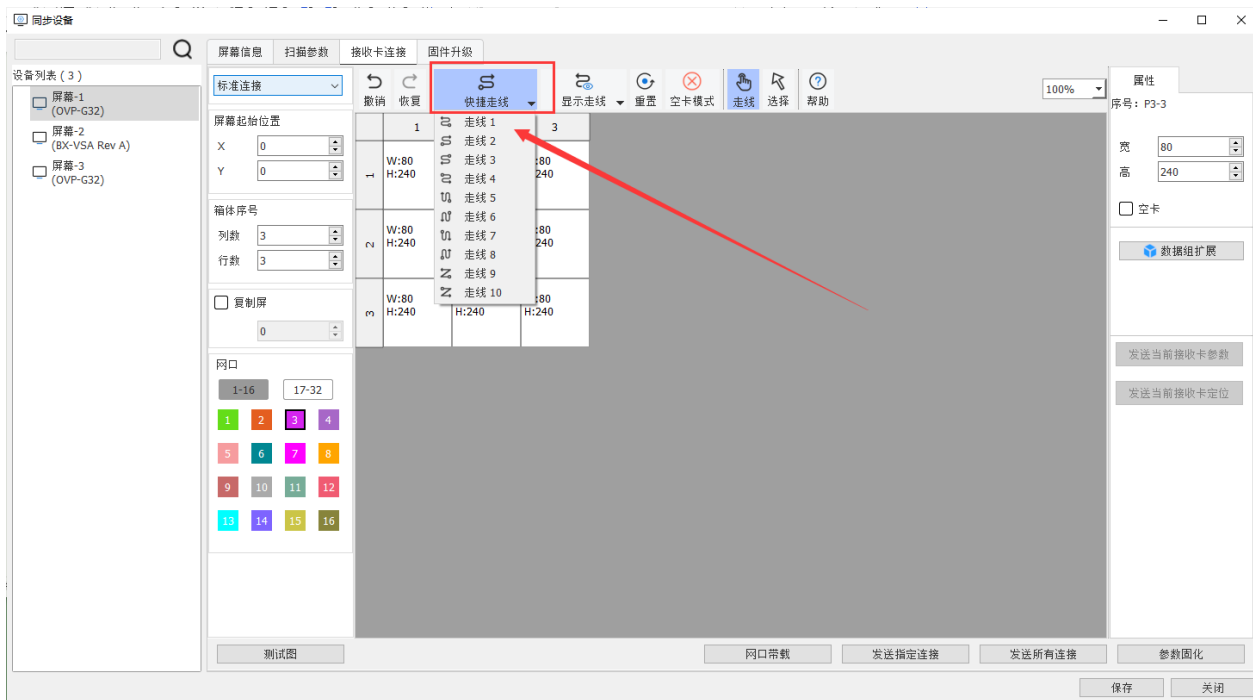 同步设备
屏幕信息 扫描参数 接收卡连接 固件升级
设备列表 ( 3 )
屏幕-1
(OVP-G32)
屏幕-2
(BX-VSA Rev A)
屏幕-3
(OVP-G32)
标准连接
撤销 恢复 快捷走线 显示走线 重置 空卡模式 走线 选择 帮助
100%
走线 1
走线 2
走线 3
走线 4
走线 5
走线 6
走线 7
走线 8
走线 9
走线 10
屏幕起始位置
X 0
Y 0
箱体序号
列数 3
行数 3
复制屏
0
网口
1-16 17-32
1 2 3 4
5 6 7 8
9 10 11 12
13 14 15 16
1 3
1 W:80 :80
H:240 240
2 W:80 :80
H:240 240
3 W:80 :80
H:240 H:240 H:240
属性
序号: P3-3
宽 80
高 240
空卡
数据组扩展
发送当前接收卡参数
发送当前接收卡定位
测试图 网口带载 发送指定连接 发送所有连接 参数固化
保存 关闭